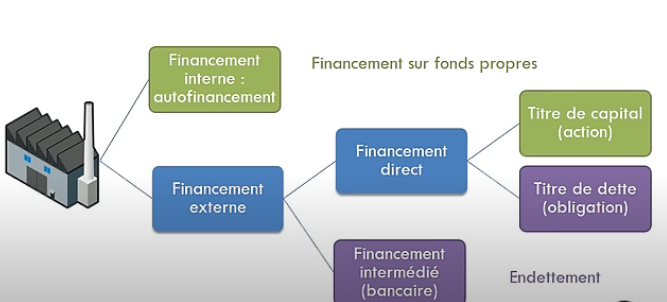 Financement
interne :
autofinancement
Financement sur fonds propres
Financement
externe
Financement
direct
Titre de capital
(action)
Titre de dette
(obligation)
Financement
intermédié
(bancaire)
Endettement